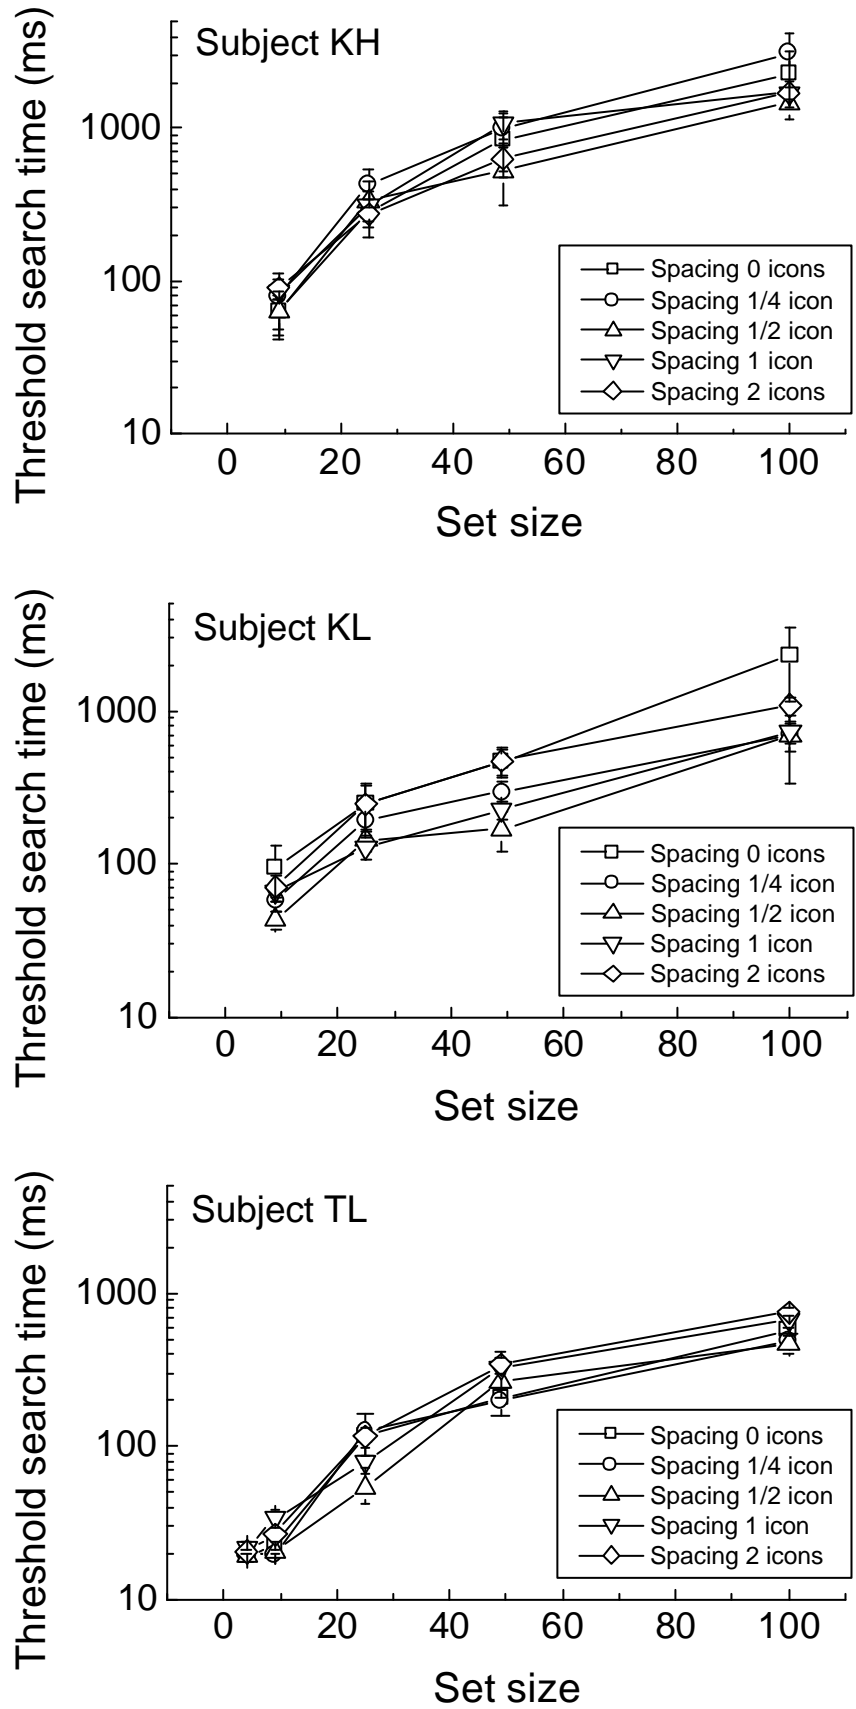 Subject KH
Threshold search time (ms)
1000
100
10
Spacing 0 icons
Spacing 1/4 icon
Spacing 1/2 icon
Spacing 1 icon
Spacing 2 icons
0 20 40 60 80 100
Set size
Subject KL
Threshold search time (ms)
1000
100
10
Spacing 0 icons
Spacing 1/4 icon
Spacing 1/2 icon
Spacing 1 icon
Spacing 2 icons
0 20 40 60 80 100
Set size
Subject TL
Threshold search time (ms)
1000
100
10
Spacing 0 icons
Spacing 1/4 icon
Spacing 1/2 icon
Spacing 1 icon
Spacing 2 icons
0 20 40 60 80 100
Set size